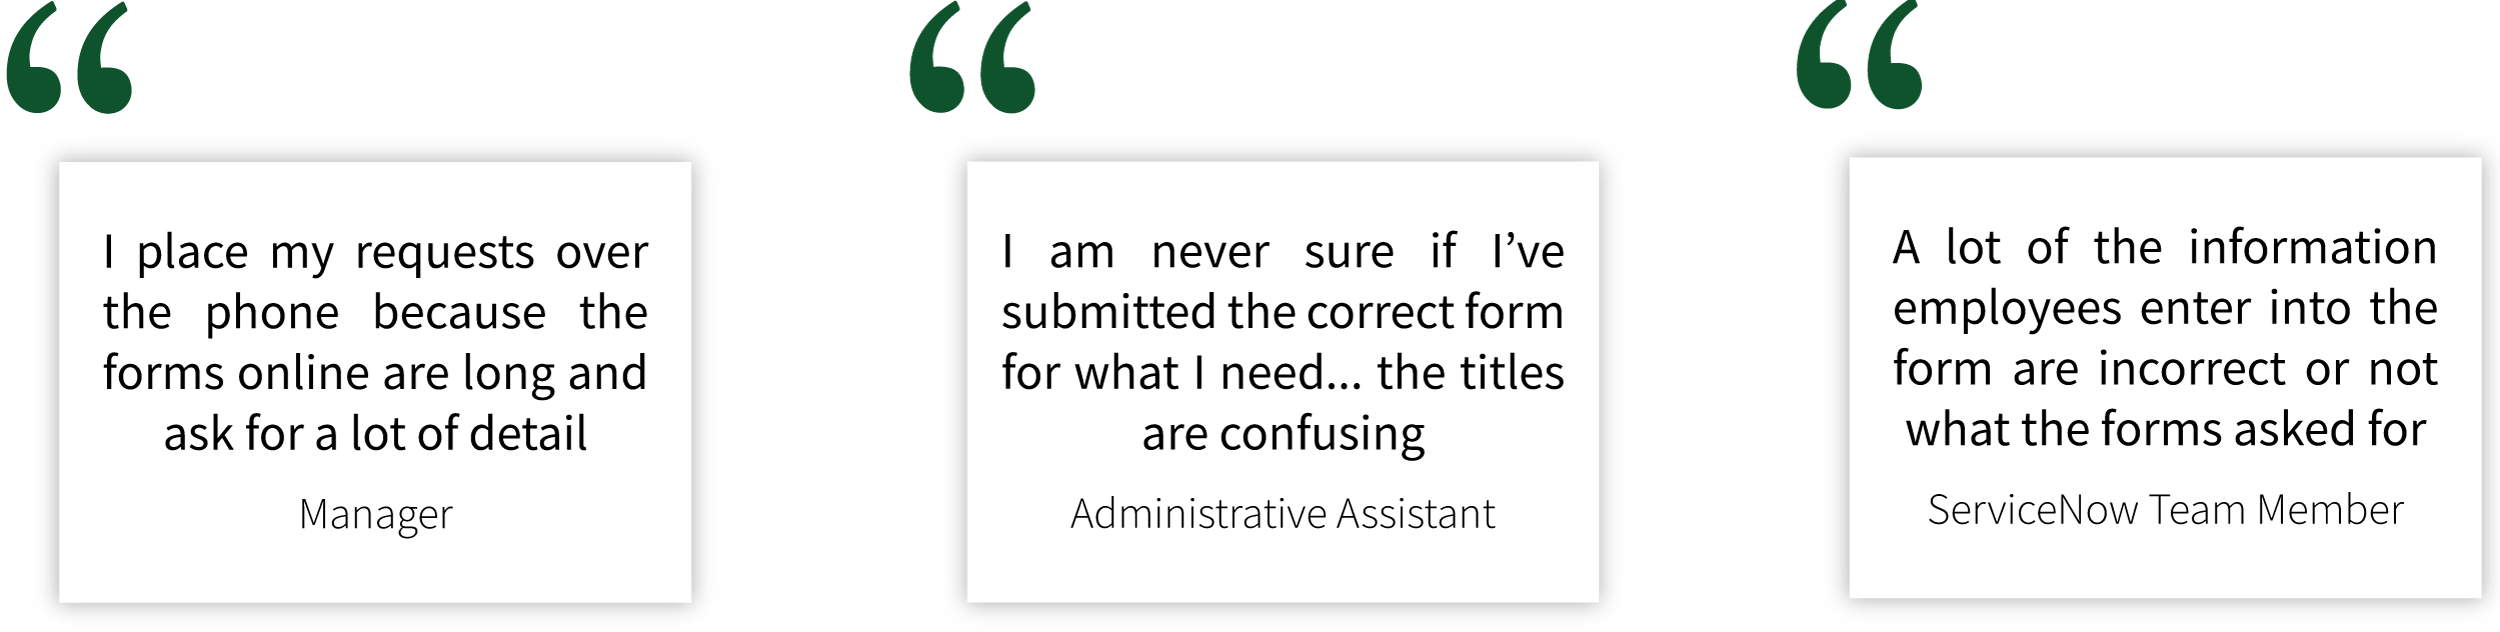 “
I place my requests over
the phone because the
forms online are long and
ask for a lot of detail
Manager
“
I am never sure if I’ve
submitted the correct form
for what I need... the titles
are confusing
Administrative Assistant
“
A lot of the information
employees enter into the
form are incorrect or not
what the forms asked for
ServiceNow Team Member